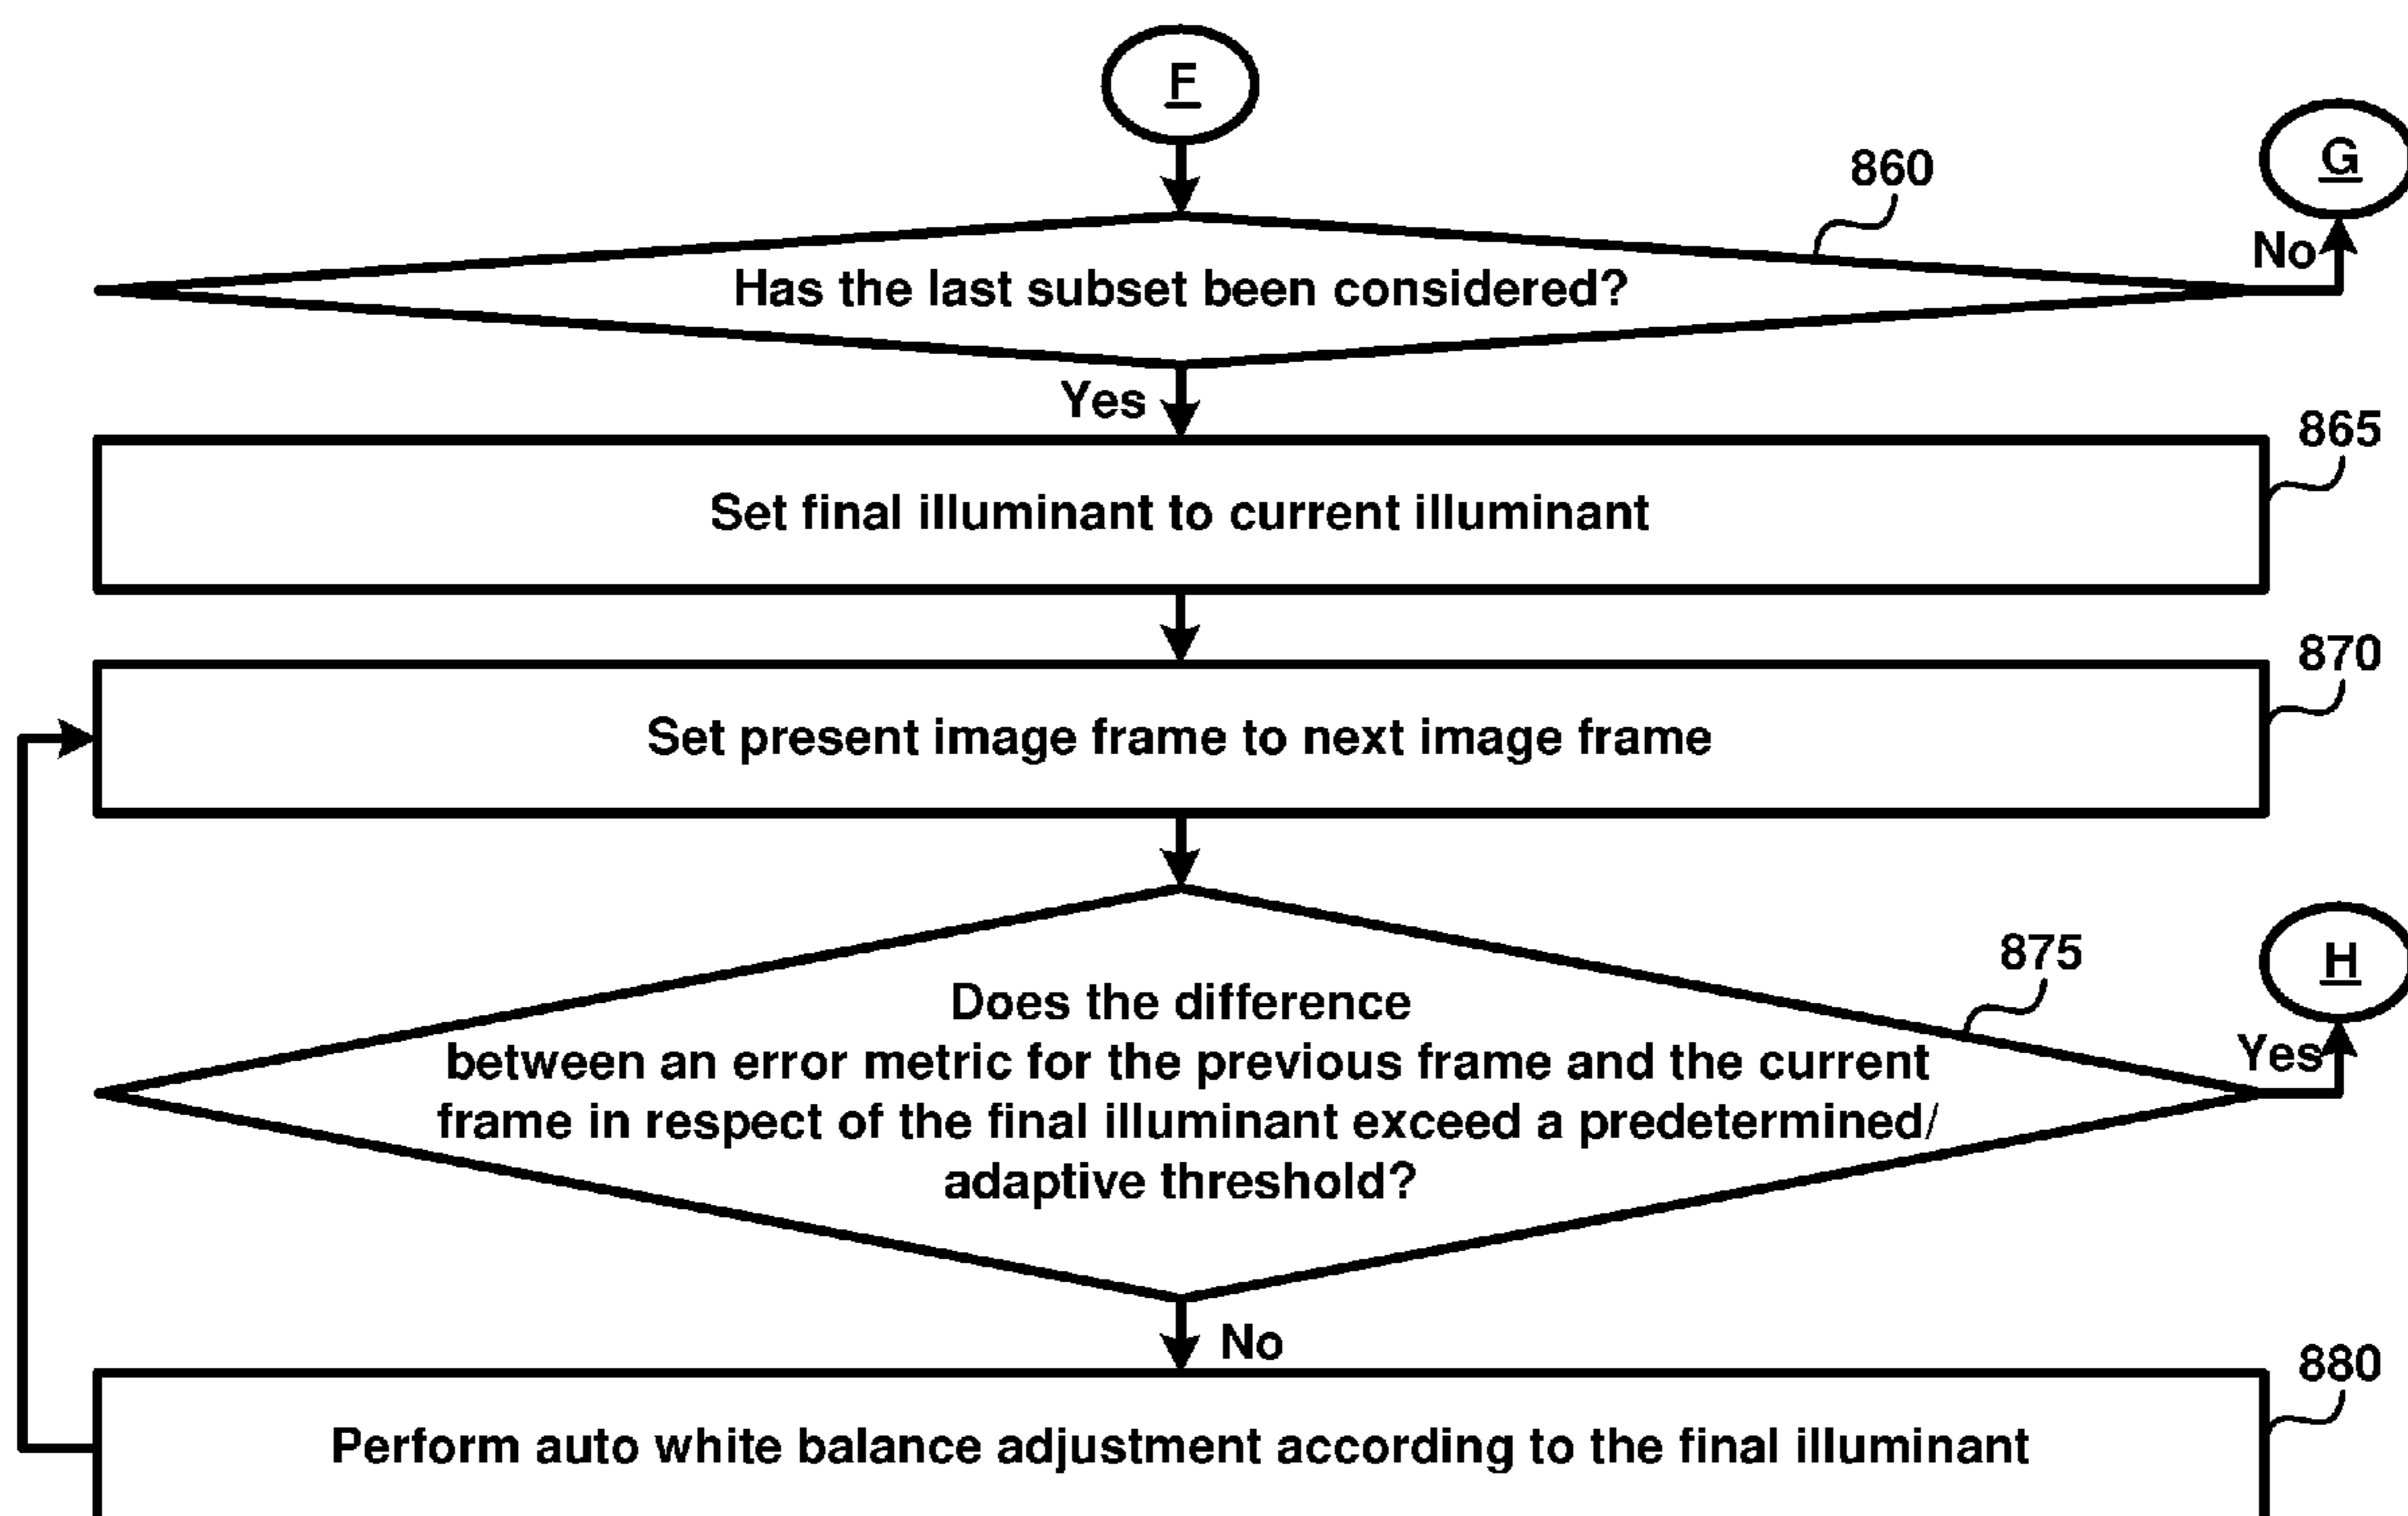 F
G
860
No
Has the last subset been considered?
Yes
865
Set final illuminant to current illuminant
870
Set present image frame to next image frame
875
H
Does the difference
between an error metric for the previous frame and the current
frame in respect of the final illuminant exceed a predetermined/
adaptive threshold?
Yes
No
880
Perform auto white balance adjustment according to the final illuminant